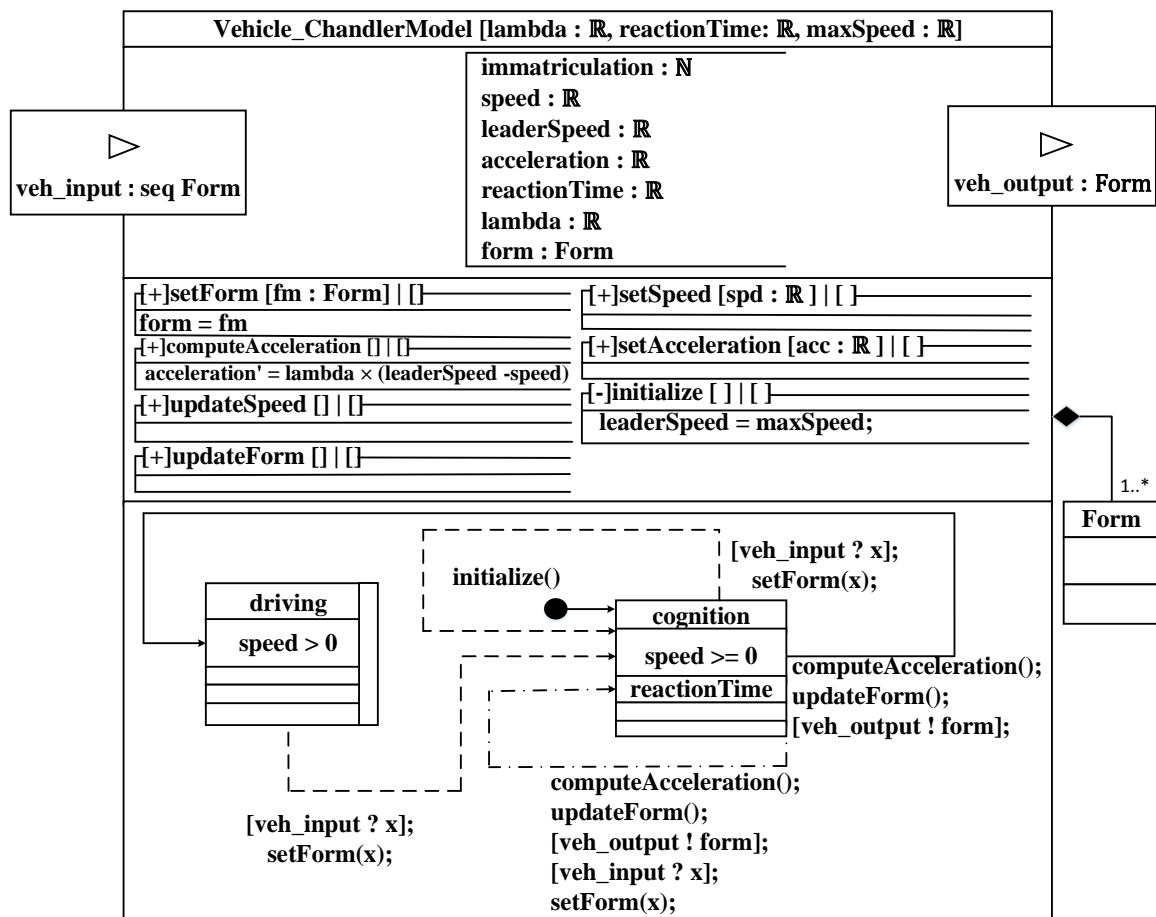 Vehicle_ChandlerModel [lambda : ℝ, reactionTime: ℝ, maxSpeed : ℝ]
immatriculation : ℕ
speed : ℝ
leaderSpeed : ℝ
acceleration : ℝ
reactionTime : ℝ
lambda : ℝ
form : Form
veh_input : seq Form
veh_output : Form
[+]setForm [fm : Form] | []
form = fm
[+]computeAcceleration [] | []
acceleration' = lambda × (leaderSpeed -speed)
[+]updateSpeed [] | []
[+]updateForm [] | []
[+]setSpeed [spd : ℝ ] | [ ]
[+]setAcceleration [acc : ℝ ] | [ ]
[-]initialize [ ] | [ ]
leaderSpeed = maxSpeed;
1..*
Form
driving
speed > 0
initialize()
cognition
speed >= 0
reactionTime
[veh_input ? x];
setForm(x);
computeAcceleration();
updateForm();
[veh_output ! form];
[veh_input ? x];
setForm(x);
computeAcceleration();
updateForm();
[veh_output ! form];
[veh_input ? x];
setForm(x);